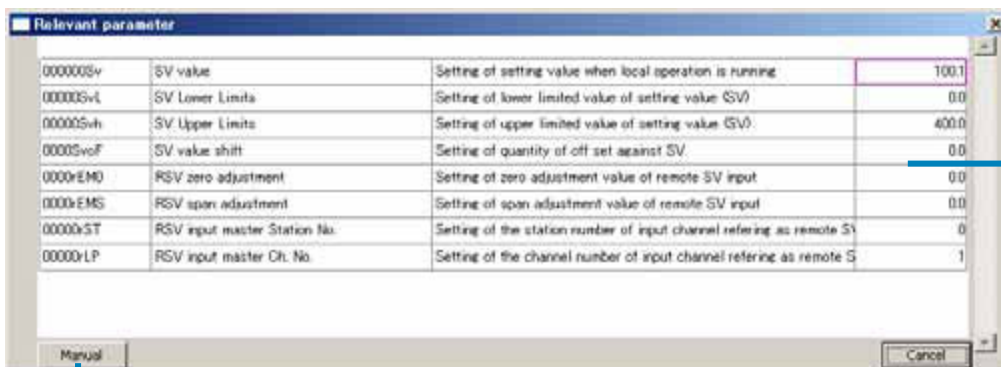 Relevant parameter
000000Sv SV value Setting of setting value when local operation is running 100.1
00000SvL SV Lower Limits Setting of lower limited value of setting value (SV) 0.0
00000Svh SV Upper Limits Setting of upper limited value of setting value (SV) 400.0
0000SvoF SV value shift Setting of quantity of off set against SV 0.0
0000rEM0 RSV zero adjustment Setting of zero adjustment value of remote SV input 0.0
0000rEMS RSV span adjustment Setting of span adjustment value of remote SV input 0.0
00000rST RSV input master Station No. Setting of the station number of input channel refering as remote SV 0
00000rLP RSV input master Ch. No. Setting of the channel number of input channel refering as remote S 1
Manual Cancel